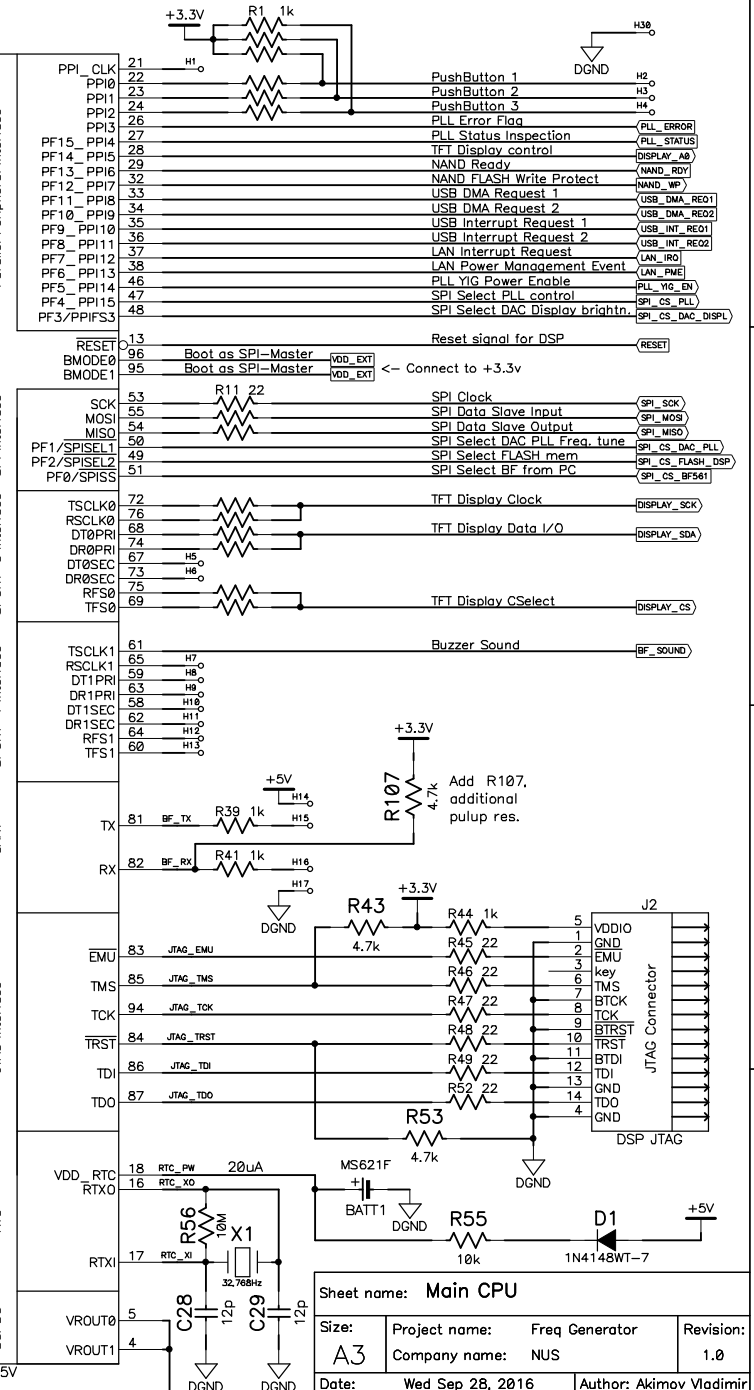 +3.3V R1 1k
H30
DGND
PPI_CLK 21 H1
PPI0 22 PushButton 1 H2
PPI1 23 PushButton 2 H3
PPI2 24 PushButton 3 H4
PPI3 26 PLL Error Flag PLL_ERROR
PF15_PPI4 27 PLL Status Inspection PLL_STATUS
PF14_PPI5 28 TFT Display control DISPLAY_A0
PF13_PPI6 29 NAND Ready NAND_RDY
PF12_PPI7 32 NAND FLASH Write Protect NAND_WP
PF11_PPI8 33 USB DMA Request 1 USB_DMA_REQ1
PF10_PPI9 34 USB DMA Request 2 USB_DMA_REQ2
PF9_PPI10 35 USB Interrupt Request 1 USB_INT_REQ1
PF8_PPI11 36 USB Interrupt Request 2 USB_INT_REQ2
PF7_PPI12 37 LAN Interrupt Request LAN_IRQ
PF6_PPI13 38 LAN Power Management Event LAN_PME
PF5_PPI14 46 PLL YIG Power Enable PLL_YIG_EN
PF4_PPI15 47 SPI Select PLL control SPI_CS_PLL
PF3/PPIFS3 48 SPI Select DAC Display brightn. SPI_CS_DAC_DISPL
RESET 13 Reset signal for DSP RESET
BMODE0 96 Boot as SPI-Master VDD_EXT
BMODE1 95 Boot as SPI-Master VDD_EXT <- Connect to +3.3v
R11 22
SCK 53 SPI Clock SPI_SCK
MOSI 55 SPI Data Slave Input SPI_MOSI
MISO 54 SPI Data Slave Output SPI_MISO
PF1/SPISEL1 50 SPI Select DAC PLL Freq. tune SPI_CS_DAC_PLL
PF2/SPISEL2 49 SPI Select FLASH mem SPI_CS_FLASH_DSP
PF0/SPISS 51 SPI Select BF from PC SPI_CS_BF561
TSCLK0 72 TFT Display Clock DISPLAY_SCK
RSCLK0 76
DT0PRI 68 TFT Display Data I/O DISPLAY_SDA
DR0PRI 74
DT0SEC 67 H5
DR0SEC 73 H6
RFS0 75
TFS0 69 TFT Display CSelect DISPLAY_CS
TSCLK1 61 Buzzer Sound BF_SOUND
RSCLK1 65 H7
DT1PRI 59 H8
DR1PRI 63 H9
DT1SEC 58 H10
DR1SEC 62 H11
RFS1 64 H12
TFS1 60 H13
+3.3V
R107 4.7k
Add R107,
additional
pulup res.
+5V
H14
TX 81 BF_TX R39 1k H15
RX 82 BF_RX R41 1k H16
H17
DGND
+3.3V
R43
4.7k
J2
R44 1k 5 VDDIO
1 GND
EMU 83 JTAG_EMU R45 22 2 EMU
3 key
TMS 85 JTAG_TMS R46 22 6 TMS
7 BTCK
TCK 94 JTAG_TCK R47 22 8 TCK
9 BTRST
TRST 84 JTAG_TRST R48 22 10 TRST
11 BTDI
TDI 86 JTAG_TDI R49 22 12 TDI
13 GND
TDO 87 JTAG_TDO R52 22 14 TDO
4 GND
JTAG Connector
DSP JTAG
R53
4.7k
DGND
VDD_RTC 18 RTC_PW 20uA
RTXO 16 RTC_XO
MS621F
+
BATT1
DGND
R56 10M
X1
32,768Hz
RTXI 17 RTC_XI
R55
10k
D1
1N4148WT-7
+5V
C28 12p
C29 12p
DGND
DGND
VROUT0 5
VROUT1 4
5V
Sheet name: Main CPU
Size: A3
Project name: Freq Generator
Company name: NUS
Revision: 1.0
Date: Wed Sep 28, 2016
Author: Akimov Vladimir